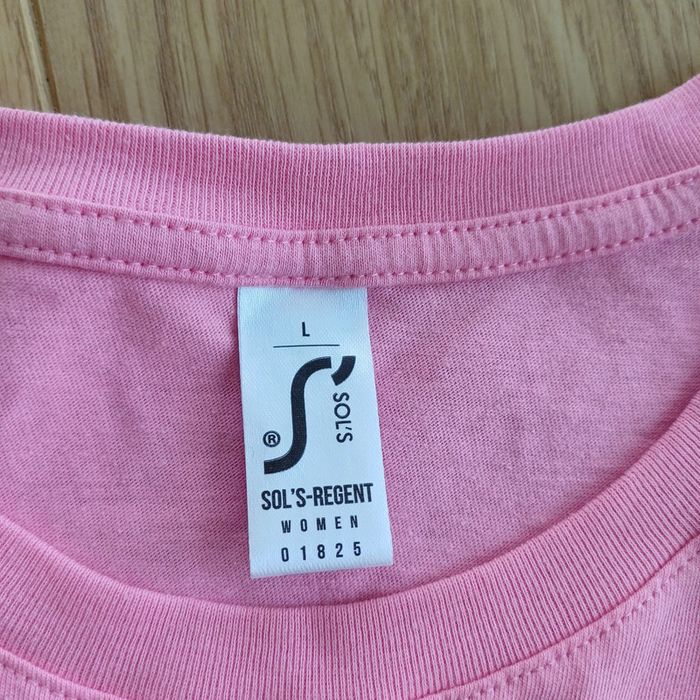 L
SOL'S
®
SOL'S-REGENT
WOMEN
01825